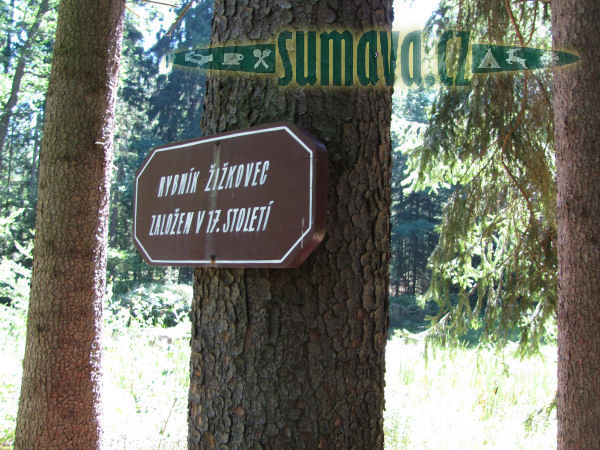 sumava.cz
RYBNÍK ŽIŽKOVEC
ZALOŽEN V 17. STOLETÍ